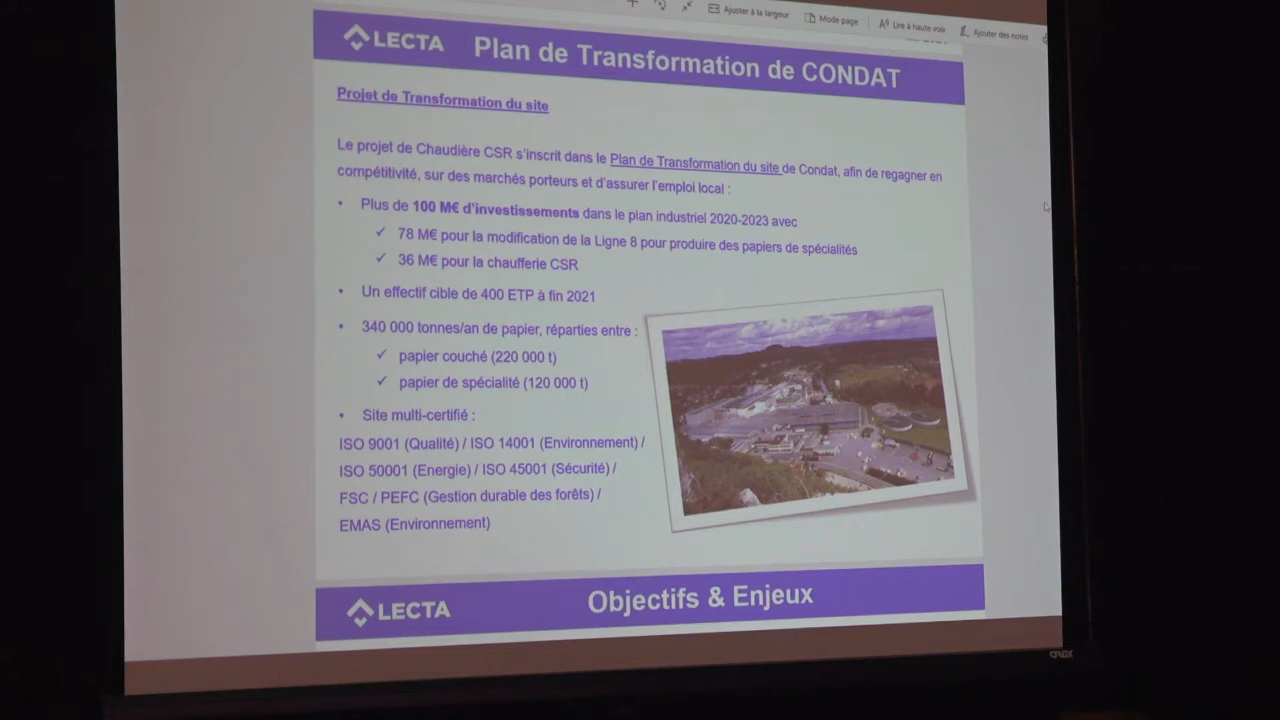 Ajuster à la largeur
Mode page
Lire à haute voix
Ajouter des notes
LECTA
Plan de Transformation de CONDAT
Projet de Transformation du site
Le projet de Chaudière CSR s'inscrit dans le Plan de Transformation du site de Condat, afin de regagner en
compétitivité, sur des marchés porteurs et d'assurer l'emploi local :
• Plus de 100 M€ d'investissements dans le plan industriel 2020-2023 avec
✓ 78 M€ pour la modification de la Ligne 8 pour produire des papiers de spécialités
✓ 36 M€ pour la chaufferie CSR
• Un effectif cible de 400 ETP à fin 2021
• 340 000 tonnes/an de papier, réparties entre :
✓ papier couché (220 000 t)
✓ papier de spécialité (120 000 t)
• Site multi-certifié :
ISO 9001 (Qualité) / ISO 14001 (Environnement) /
ISO 50001 (Energie) / ISO 45001 (Sécurité) /
FSC / PEFC (Gestion durable des forêts) /
EMAS (Environnement)
LECTA
Objectifs & Enjeux